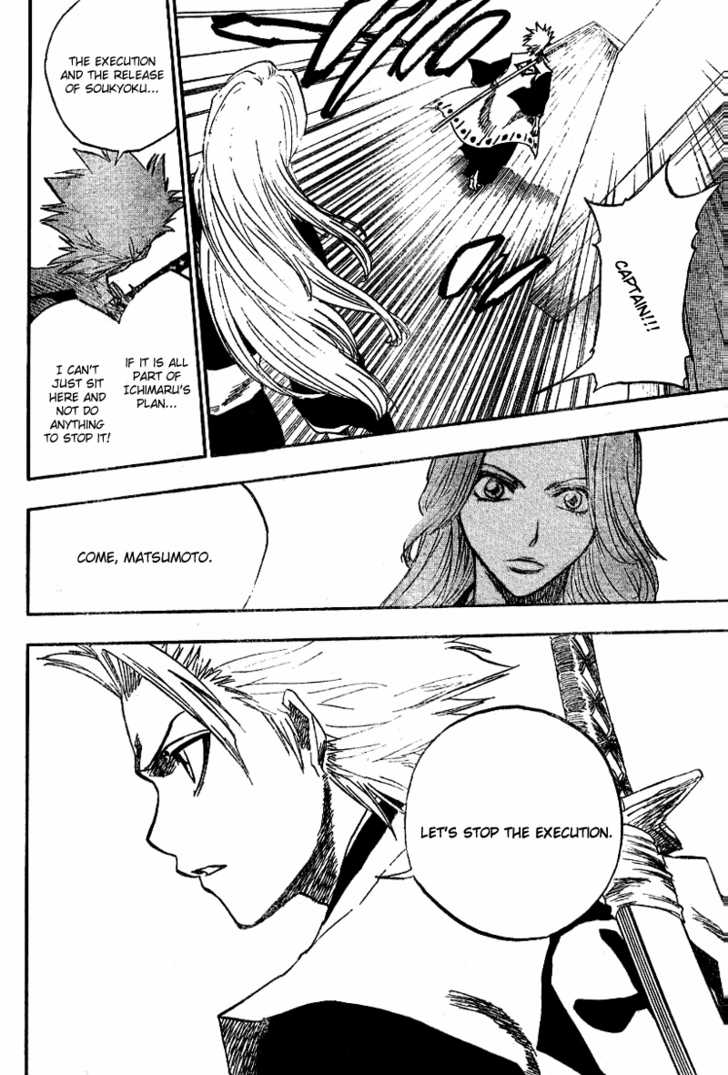 CAPTAIN!!!
THE EXECUTION
AND THE RELEASE
OF SOUKYOKU...
IF IT IS ALL
PART OF
ICHIMARU'S
PLAN...
I CAN'T
JUST SIT
HERE AND
NOT DO
ANYTHING
TO STOP IT!
COME, MATSUMOTO.
LET'S STOP THE EXECUTION.